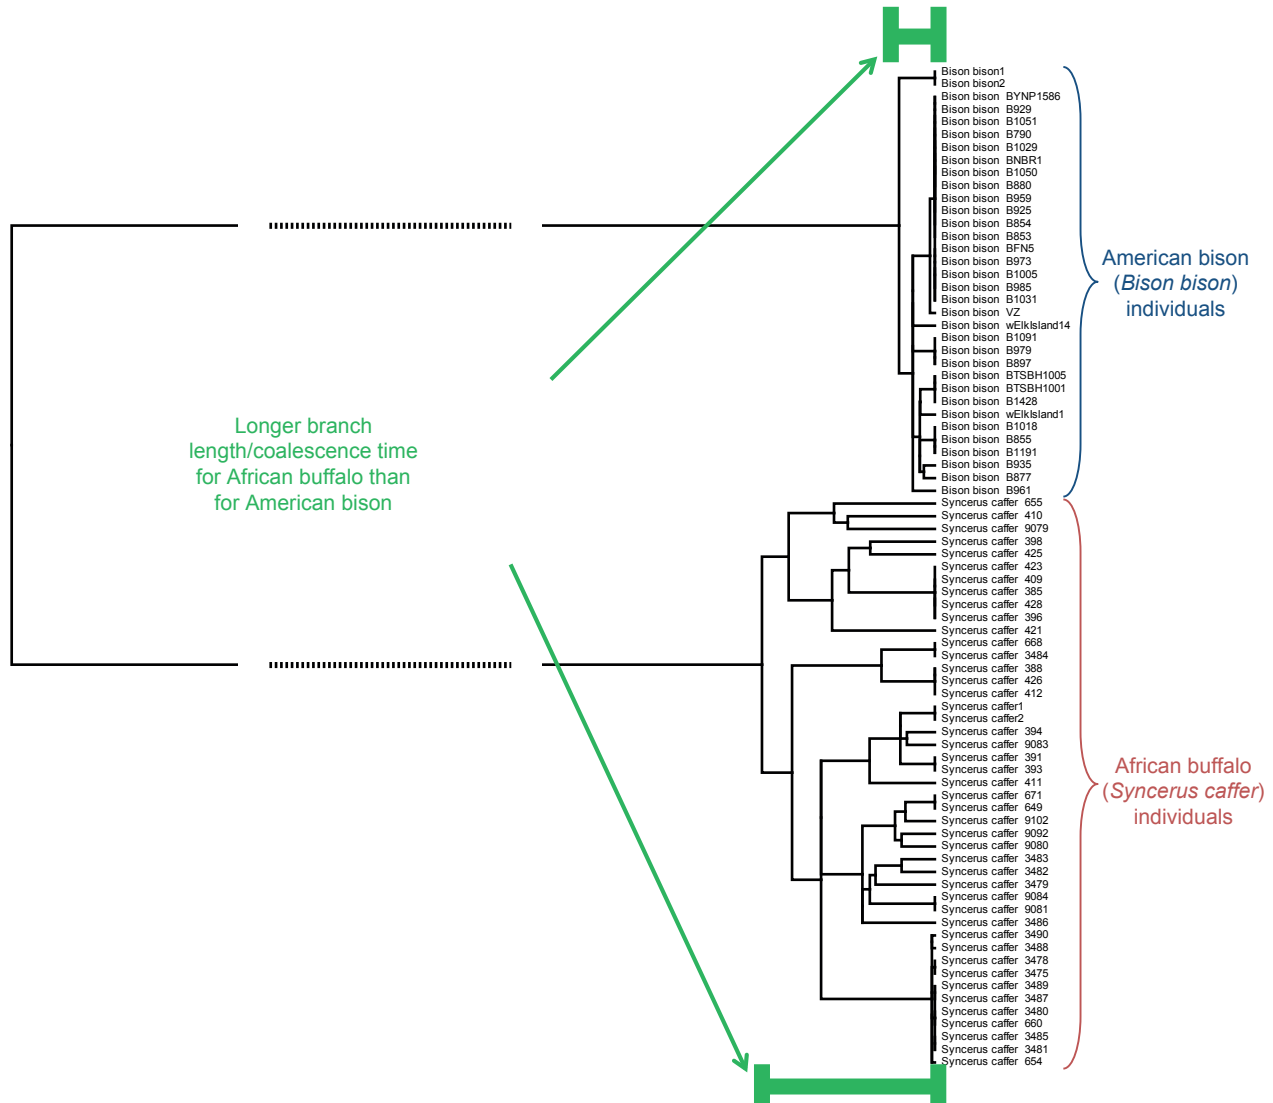 Bison bison1
Bison bison2
Bison bison BYNP1586
Bison bison B929
Bison bison B1051
Bison bison B790
Bison bison B1029
Bison bison BNBR1
Bison bison B1050
Bison bison B880
Bison bison B959
Bison bison B925
Bison bison B854
Bison bison B853
Bison bison BFN5
Bison bison B973
Bison bison B1005
Bison bison B985
Bison bison B1031
Bison bison VZ
Bison bison wElkIsland14
Bison bison B1091
Bison bison B979
Bison bison B897
Bison bison BTSBH1005
Bison bison BTSBH1001
Bison bison B1428
Bison bison wElkIsland1
Bison bison B1018
Bison bison B855
Bison bison B1191
Bison bison B935
Bison bison B877
Bison bison B961
American bison
(Bison bison)
individuals
Longer branch
length/coalescence time
for African buffalo than
for American bison
Syncerus caffer 655
Syncerus caffer 410
Syncerus caffer 9079
Syncerus caffer 398
Syncerus caffer 425
Syncerus caffer 423
Syncerus caffer 409
Syncerus caffer 385
Syncerus caffer 428
Syncerus caffer 396
Syncerus caffer 421
Syncerus caffer 668
Syncerus caffer 3484
Syncerus caffer 388
Syncerus caffer 426
Syncerus caffer 412
Syncerus caffer1
Syncerus caffer2
Syncerus caffer 394
Syncerus caffer 9083
Syncerus caffer 391
Syncerus caffer 393
Syncerus caffer 411
Syncerus caffer 671
Syncerus caffer 649
Syncerus caffer 9102
Syncerus caffer 9092
Syncerus caffer 9080
Syncerus caffer 3483
Syncerus caffer 3482
Syncerus caffer 3479
Syncerus caffer 9084
Syncerus caffer 9081
Syncerus caffer 3486
Syncerus caffer 3490
Syncerus caffer 3488
Syncerus caffer 3478
Syncerus caffer 3475
Syncerus caffer 3489
Syncerus caffer 3487
Syncerus caffer 3480
Syncerus caffer 660
Syncerus caffer 3485
Syncerus caffer 3481
Syncerus caffer 654
African buffalo
(Syncerus caffer)
individuals